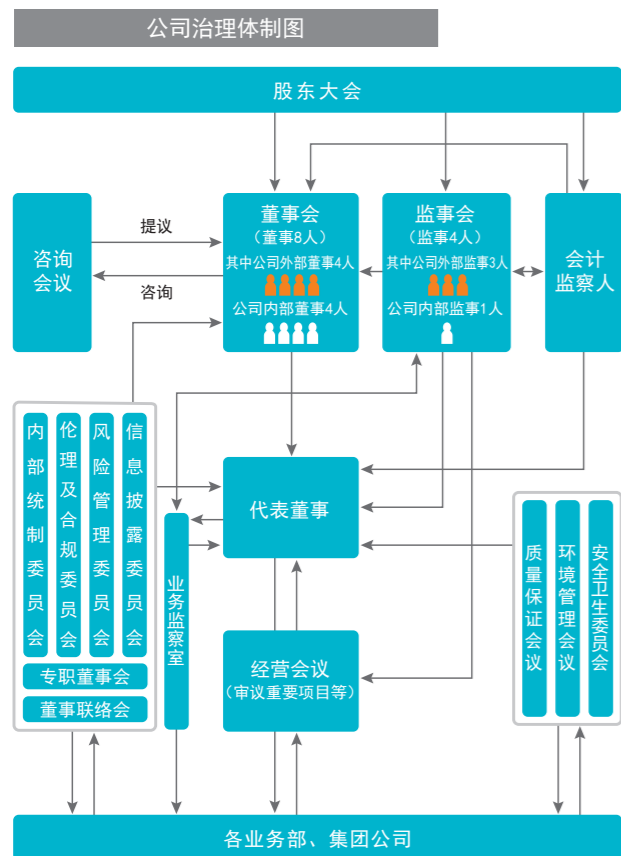 公司治理体制图
股东大会
咨询
会议
提议
咨询
董事会
（董事8人）
其中公司外部董事4人
公司内部董事4人
监事会
（监事4人）
其中公司外部监事3人
公司内部监事1人
会计
监察人
内部统制委员会
伦理及合规委员会
风险管理委员会
信息披露委员会
专职董事会
董事联络会
业务监察室
代表董事
经营会议
（审议重要项目等）
质量保证会议
环境管理会议
安全卫生委员会
各业务部、集团公司